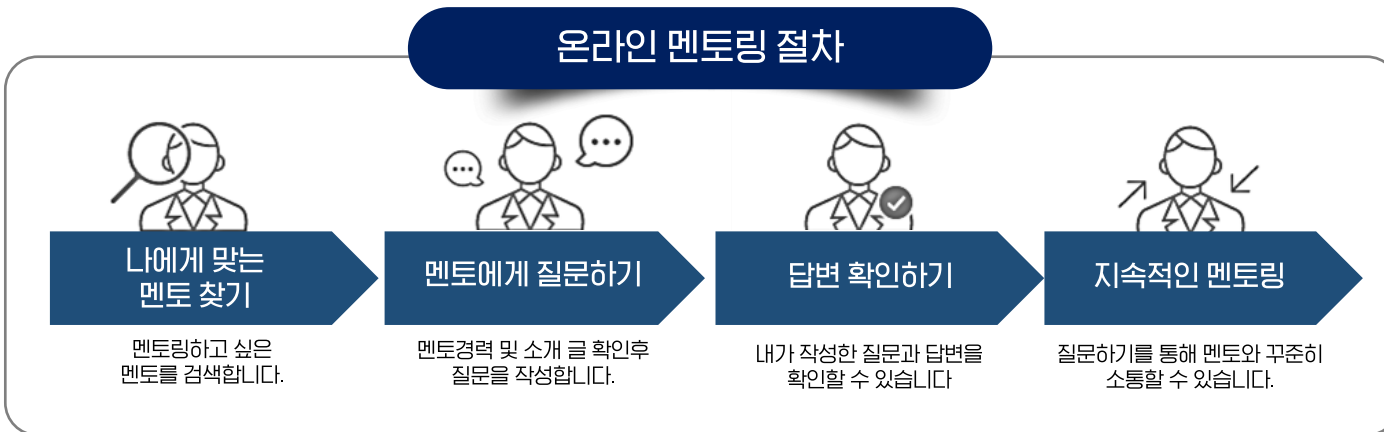 온라인 멘토링 절차
나에게 맞는
멘토 찾기
멘토링하고 싶은
멘토를 검색합니다.
멘토에게 질문하기
멘토경력 및 소개 글 확인후
질문을 작성합니다.
답변 확인하기
내가 작성한 질문과 답변을
확인할 수 있습니다
지속적인 멘토링
질문하기를 통해 멘토와 꾸준히
소통할 수 있습니다.